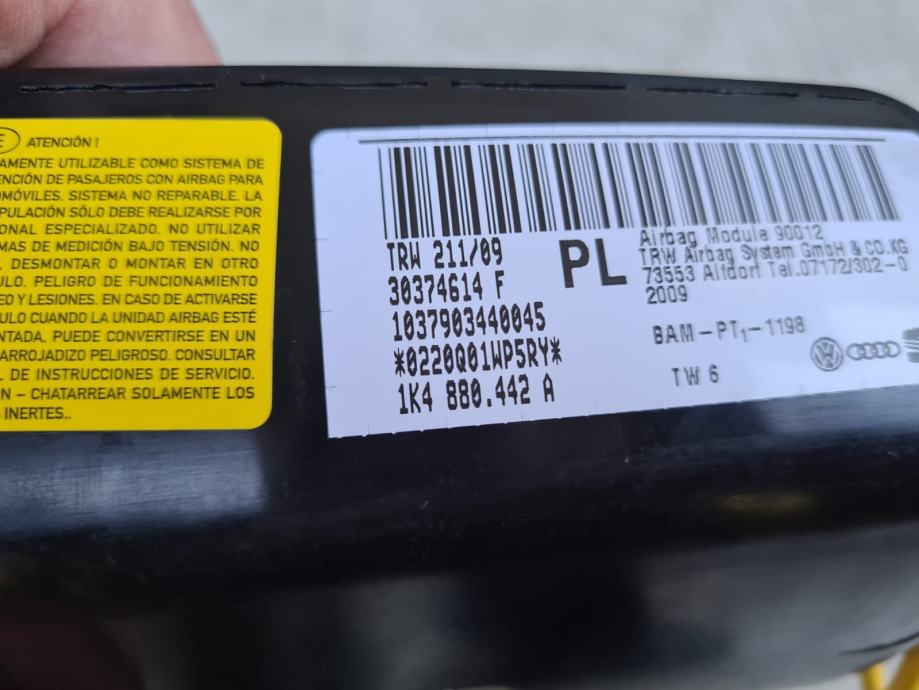 E ATENCIÓN !
AMENTE UTILIZABLE COMO SISTEMA DE
ENCIÓN DE PASAJEROS CON AIRBAG PARA
MÓVILES. SISTEMA NO REPARABLE. LA
PULACIÓN SÓLO DEBE REALIZARSE POR
ONAL ESPECIALIZADO. NO UTILIZAR
MAS DE MEDICIÓN BAJO TENSIÓN. NO
. DESMONTAR O MONTAR EN OTRO
ULO. PELIGRO DE FUNCIONAMIENTO
EO Y LESIONES. EN CASO DE ACTIVARSE
ULO CUANDO LA UNIDAD AIRBAG ESTÉ
NTADA, PUEDE CONVERTIRSE EN UN
ARROJADIZO PELIGROSO. CONSULTAR
L DE INSTRUCCIONES DE SERVICIO.
ÓN – CHATARREAR SOLAMENTE LOS
S INERTES..
TRW 211/09
30374614 F
1037903440045
*0220Q01WP5RY*
1K4 880.442 A
PL
Airbag Module 90012
TRW Airbag System GmbH & CO.KG
73553 Alfdorf Tel.07172/302-0
2009
BAM-PT1-1198
TW 6